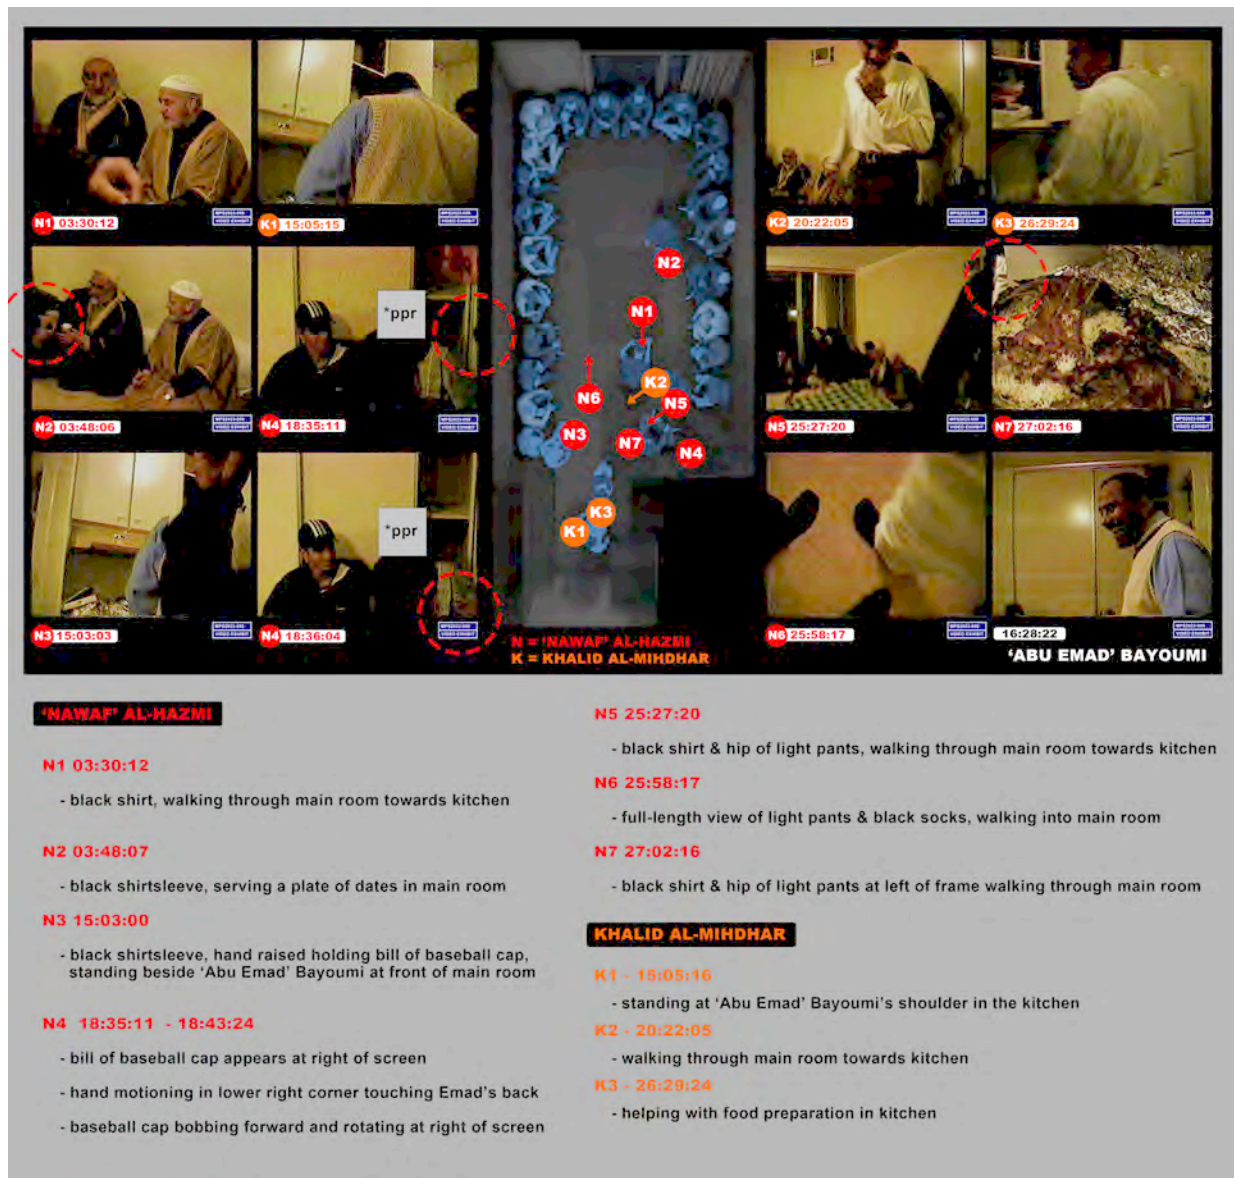 N1 03:30:12
K1 15:05:15
K2 20:22:05
K3 26:29:24
N2
N1
*ppr
K2
N6
N5
N3
N7
N4
N2 03:48:06
N4 18:35:11
N5 25:27:20
N7 27:02:16
K3
K1
*ppr
N3 15:03:03
N4 18:36:04
N = ‘NAWAF’ AL-HAZMI
K = KHALID AL-MIHDHAR
N6 25:58:17
16:28:22
‘ABU EMAD’ BAYOUMI
‘NAWAF’ AL-HAZMI
N1 03:30:12
- black shirt, walking through main room towards kitchen
N2 03:48:07
- black shirtsleeve, serving a plate of dates in main room
N3 15:03:00
- black shirtsleeve, hand raised holding bill of baseball cap,
standing beside ‘Abu Emad’ Bayoumi at front of main room
N4 18:35:11 - 18:43:24
- bill of baseball cap appears at right of screen
- hand motioning in lower right corner touching Emad’s back
- baseball cap bobbing forward and rotating at right of screen
N5 25:27:20
- black shirt & hip of light pants, walking through main room towards kitchen
N6 25:58:17
- full-length view of light pants & black socks, walking into main room
N7 27:02:16
- black shirt & hip of light pants at left of frame walking through main room
KHALID AL-MIHDHAR
K1 - 15:05:16
- standing at ‘Abu Emad’ Bayoumi’s shoulder in the kitchen
K2 - 20:22:05
- walking through main room towards kitchen
K3 - 26:29:24
- helping with food preparation in kitchen